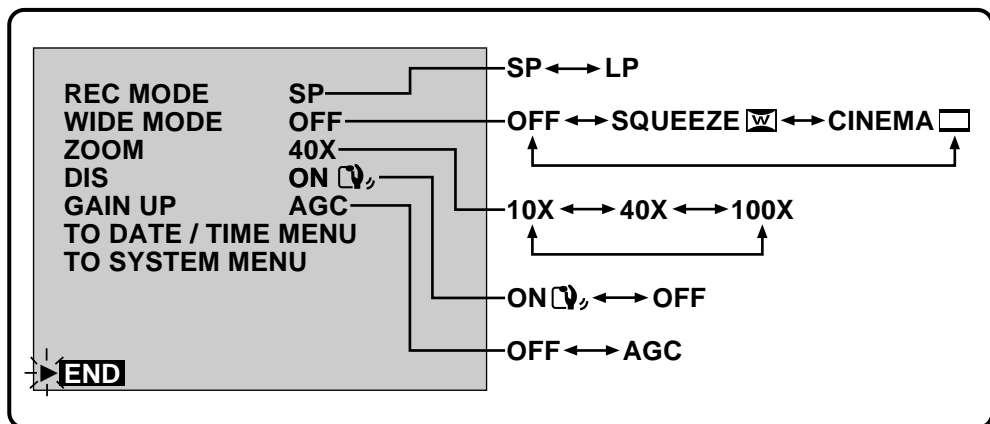 REC MODE SP
WIDE MODE OFF
ZOOM 40X
DIS ON
GAIN UP AGC
TO DATE / TIME MENU
TO SYSTEM MENU
END
SP LP
OFF SQUEEZE W CINEMA
10X 40X 100X
ON OFF
OFF AGC